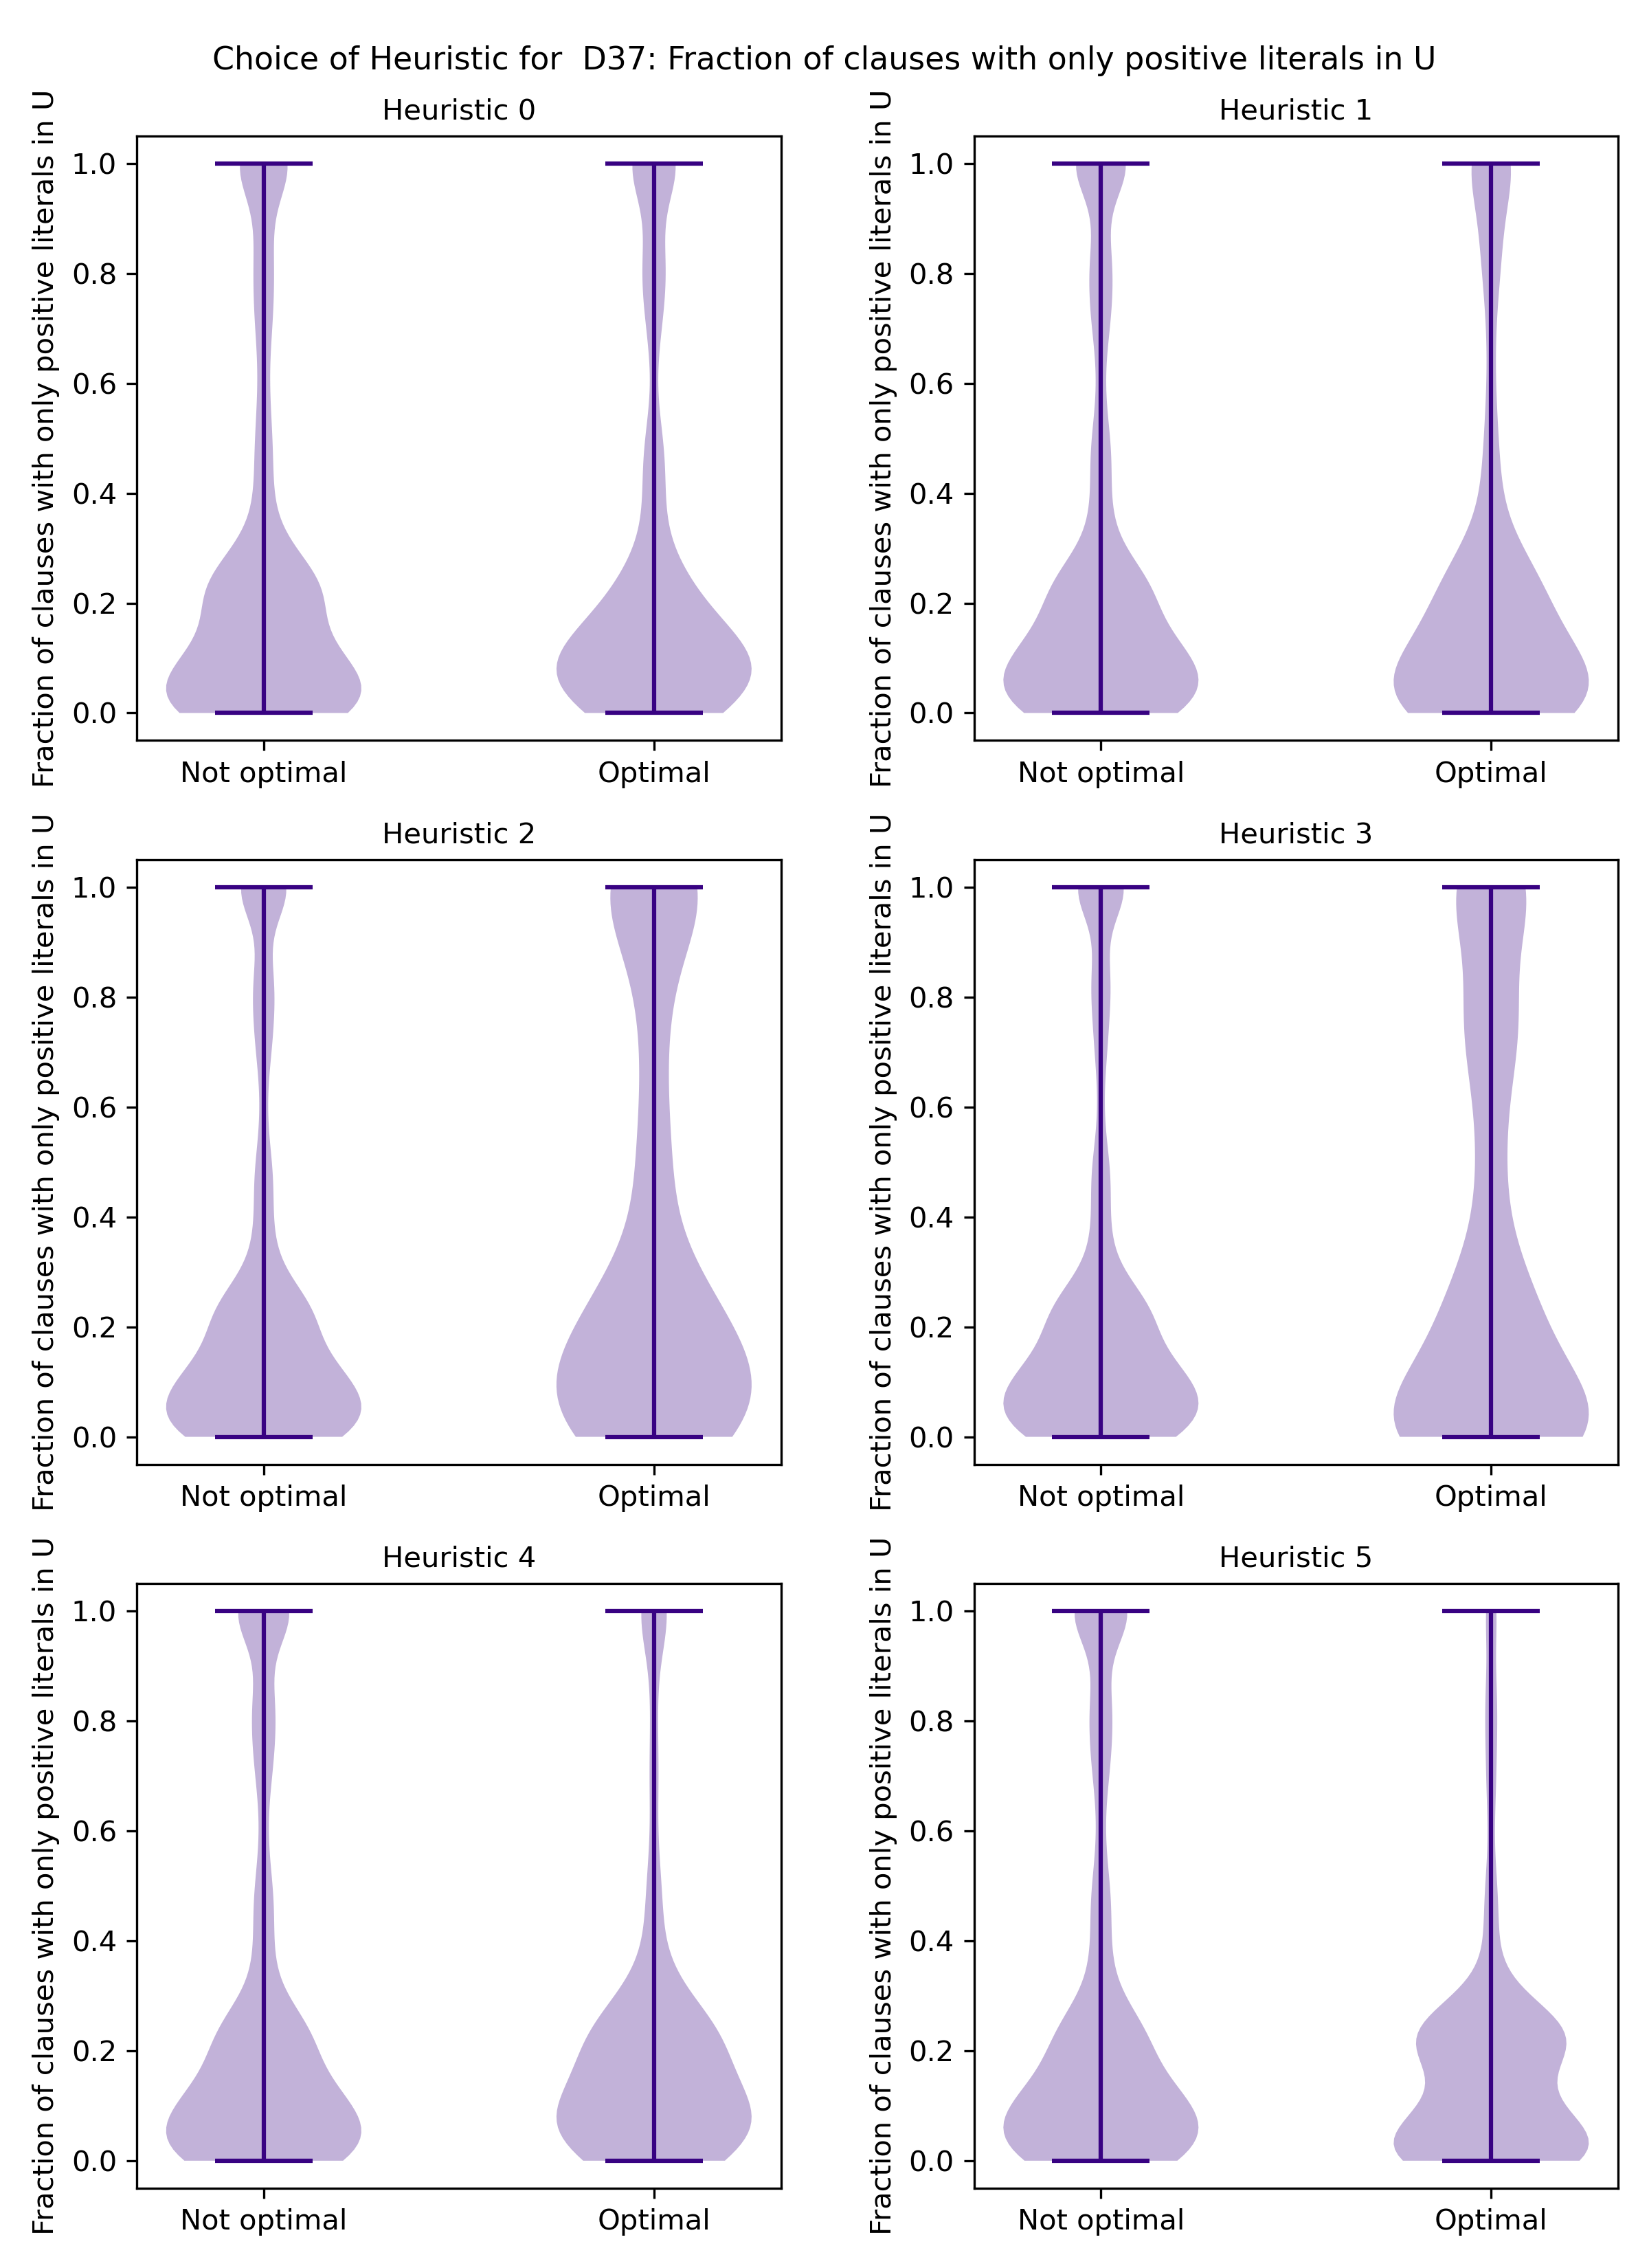 Choice of Heuristic for  D37: Fraction of clauses with only positive literals in U
Heuristic 0
Fraction of clauses with only positive literals in U
1.0
0.8
0.6
0.4
0.2
0.0
Not optimal
Optimal
Heuristic 1
Fraction of clauses with only positive literals in U
1.0
0.8
0.6
0.4
0.2
0.0
Not optimal
Optimal
Heuristic 2
Fraction of clauses with only positive literals in U
1.0
0.8
0.6
0.4
0.2
0.0
Not optimal
Optimal
Heuristic 3
Fraction of clauses with only positive literals in U
1.0
0.8
0.6
0.4
0.2
0.0
Not optimal
Optimal
Heuristic 4
Fraction of clauses with only positive literals in U
1.0
0.8
0.6
0.4
0.2
0.0
Not optimal
Optimal
Heuristic 5
Fraction of clauses with only positive literals in U
1.0
0.8
0.6
0.4
0.2
0.0
Not optimal
Optimal